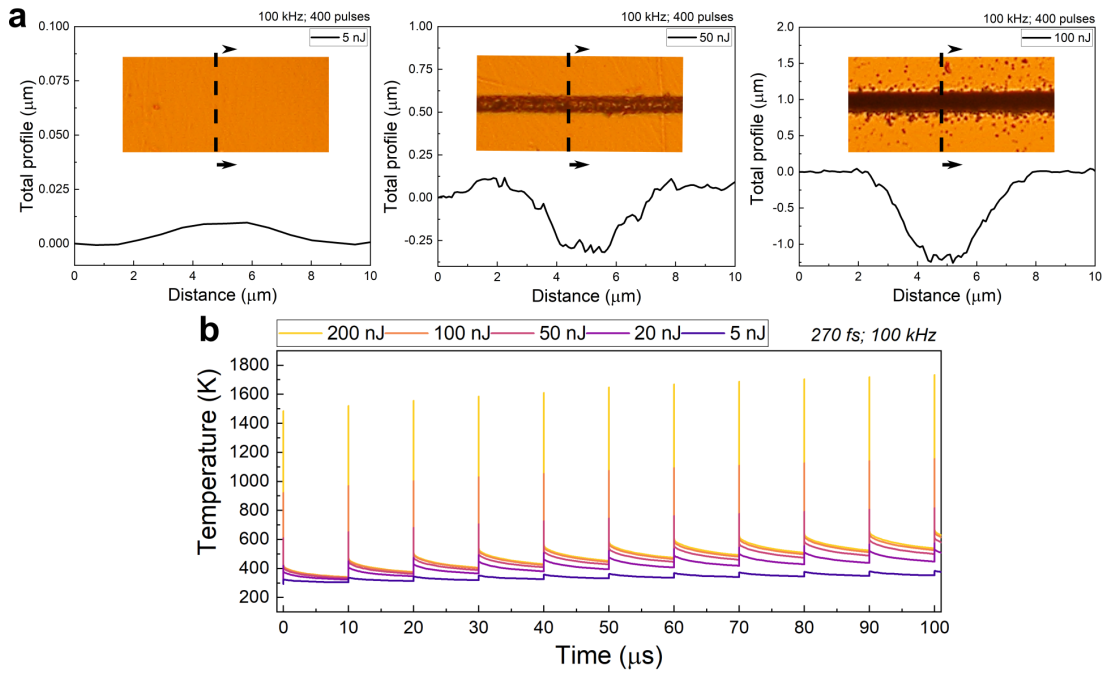 a
100 kHz; 400 pulses
5 nJ
0.100
0.075
0.050
0.025
0.000
Total profile (μm)
0 2 4 6 8 10
Distance (μm)
100 kHz; 400 pulses
50 nJ
1.00
0.75
0.50
0.25
0.00
-0.25
Total profile (μm)
0 2 4 6 8 10
Distance (μm)
100 kHz; 400 pulses
100 nJ
2.0
1.5
1.0
0.5
0.0
-0.5
-1.0
Total profile (μm)
0 2 4 6 8 10
Distance (μm)
b
200 nJ 100 nJ 50 nJ 20 nJ 5 nJ
270 fs; 100 kHz
1800
1600
1400
1200
1000
800
600
400
200
Temperature (K)
0 10 20 30 40 50 60 70 80 90 100
Time (μs)